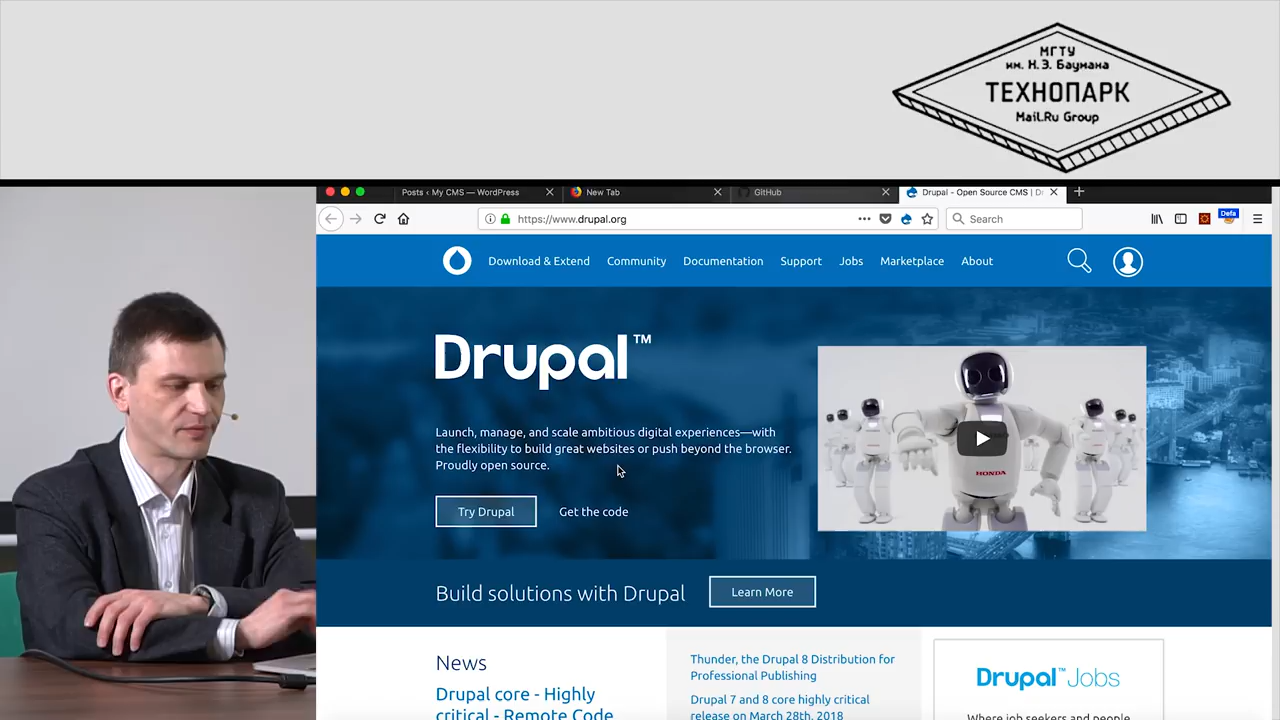 МГТУ
им. Н.Э. Баумана
ТЕХНОПАРК
Mail.Ru Group
Posts ‹ My CMS — WordPress
New Tab
GitHub
Drupal - Open Source CMS | Dr
https://www.drupal.org
Search
Defa
Download & Extend
Community
Documentation
Support
Jobs
Marketplace
About
Drupal™
Launch, manage, and scale ambitious digital experiences—with
the flexibility to build great websites or push beyond the browser.
Proudly open source.
HONDA
Try Drupal
Get the code
Build solutions with Drupal
Learn More
News
Drupal core - Highly
critical - Remote Code
Thunder, the Drupal 8 Distribution for
Professional Publishing
Drupal 7 and 8 core highly critical
release on March 28th, 2018
Drupal™Jobs
Where job seekers and people